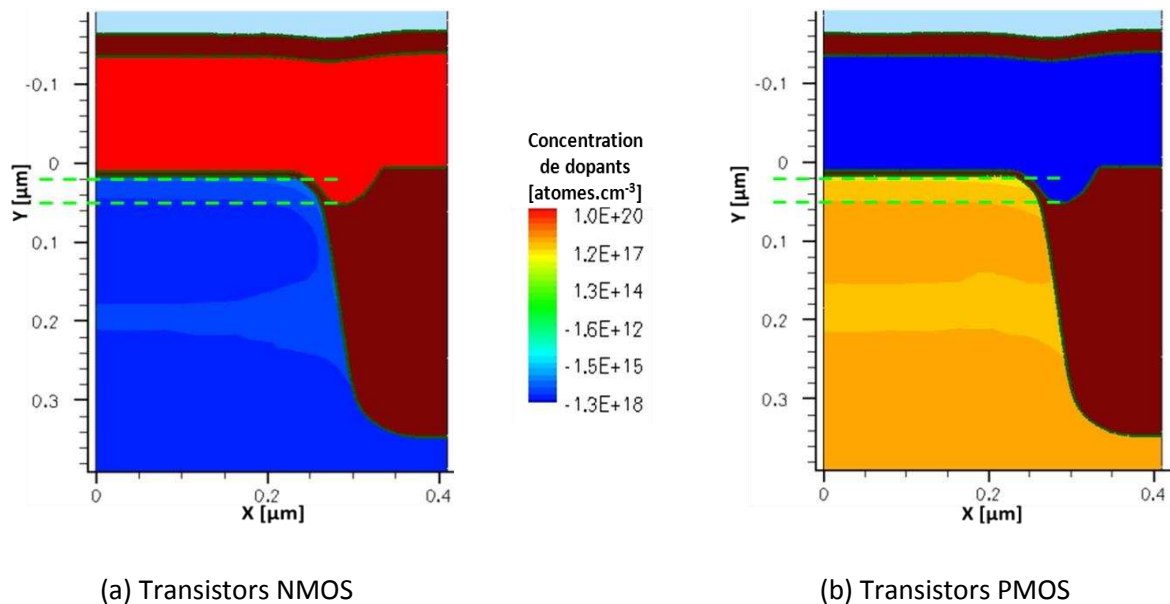 -0.1
0
0.1
0.2
0.3
Y [µm]
0
0.2
0.4
X [µm]
Concentration
de dopants
[atomes.cm-3]
1.0E+20
1.2E+17
1.3E+14
-1.6E+12
-1.5E+15
-1.3E+18
-0.1
0
0.1
0.2
0.3
Y [µm]
0
0.2
0.4
X [µm]
(a) Transistors NMOS
(b) Transistors PMOS